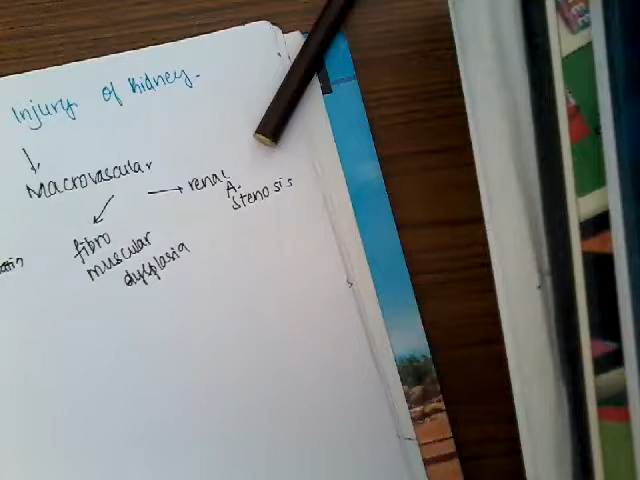 Injury of Kidney.
Macrovascular
renal
A.
Stenosis
fibro
muscular
dysplasia